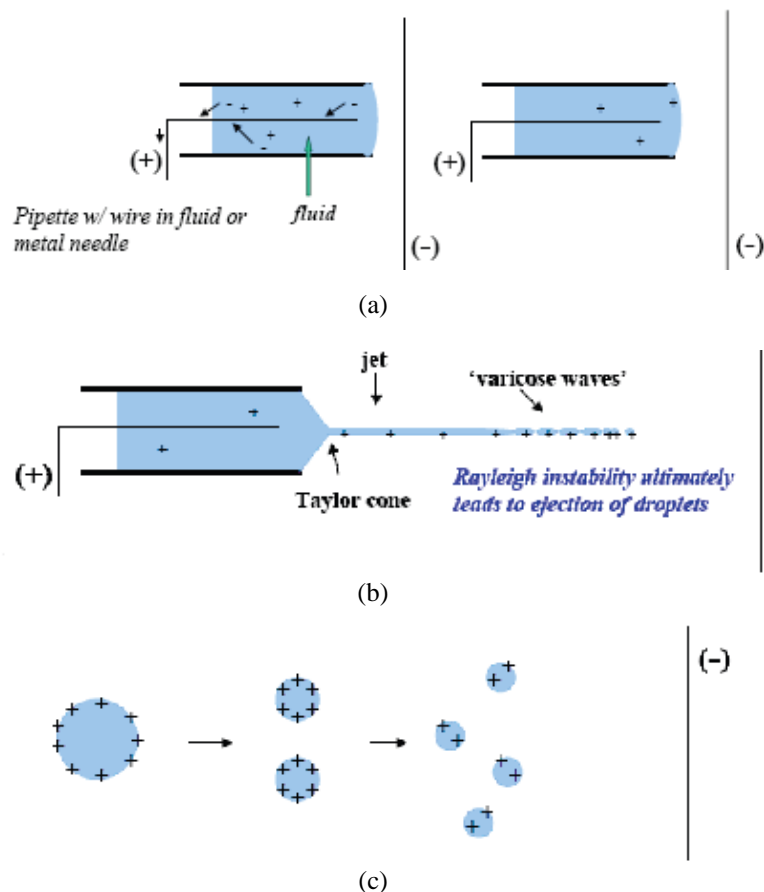 (+)
Pipette w/ wire in fluid or
metal needle
fluid
(-)
(+)
(-)
(a)
jet
'varicose waves'
(+)
Taylor cone
Rayleigh instability ultimately
leads to ejection of droplets
(b)
(-)
(c)